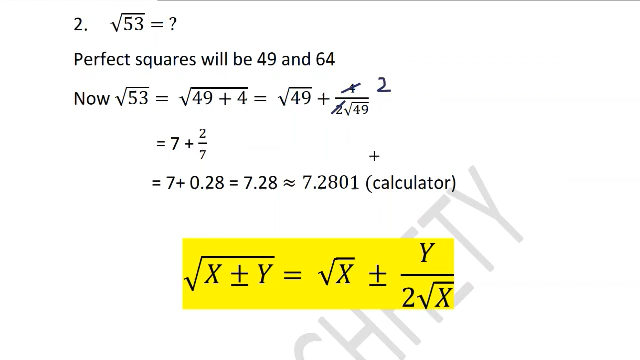 2. √53 = ?
Perfect squares will be 49 and 64
Now √53 = √(49 + 4) = √49 + 4/(2√49) 2
= 7 + 2/7
= 7+ 0.28 = 7.28 ≈ 7.2801 (calculator)
√(X ± Y) = √X ± Y/(2√X)